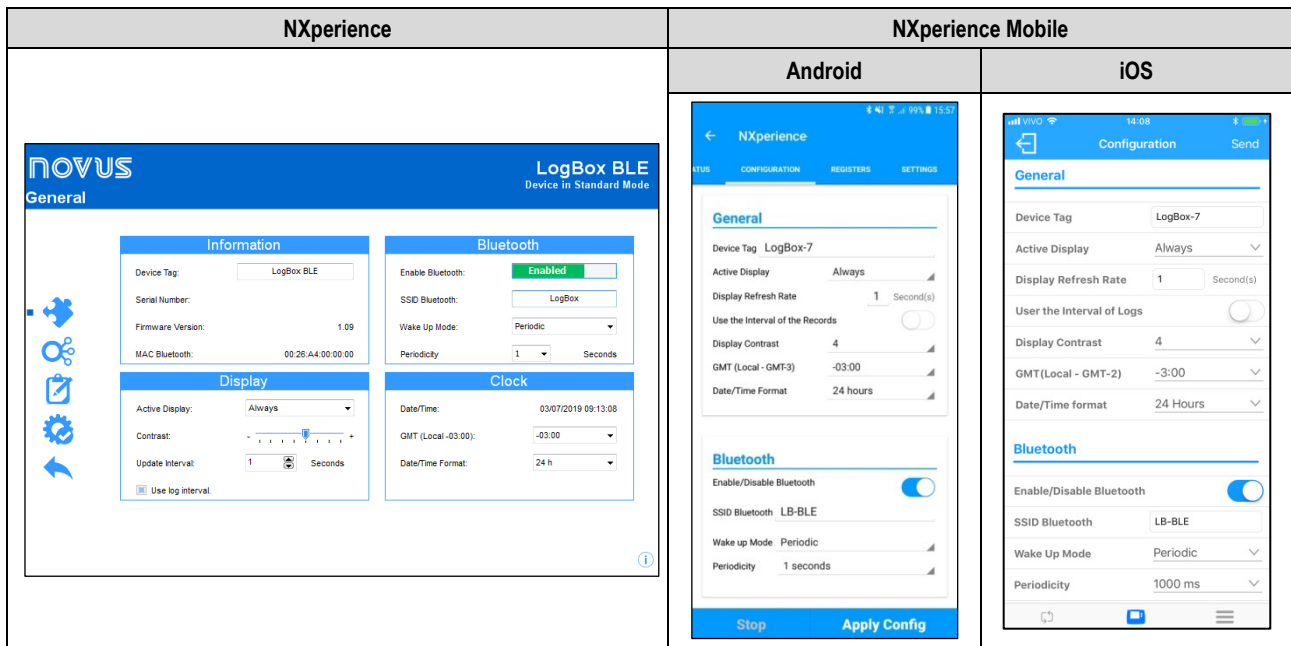 NXperience
NXperience Mobile
Android
iOS
NOVUS
LogBox BLE
Device in Standard Mode
General
Information
Device Tag: LogBox BLE
Serial Number:
Firmware Version: 1.09
MAC Bluetooth: 00:26:A4:00:00:00
Bluetooth
Enable Bluetooth: Enabled
SSID Bluetooth: LogBox
Wake Up Mode: Periodic
Periodicity 1 Seconds
Display
Active Display: Always
Contrast: - +
Update Interval: 1 Seconds
Use log interval.
Clock
Date/Time: 03/07/2019 09:13:08
GMT (Local -03:00): -03:00
Date/Time Format: 24 h
i
99% 15:57
NXperience
ATUS CONFIGURATION REGISTERS SETTINGS
General
Device Tag LogBox-7
Active Display Always
Display Refresh Rate 1 Second(s)
Use the Interval of the Records
Display Contrast 4
GMT (Local - GMT-3) -03:00
Date/Time Format 24 hours
Bluetooth
Enable/Disable Bluetooth
SSID Bluetooth LB-BLE
Wake up Mode Periodic
Periodicity 1 seconds
Stop Apply Config
VIVO 14:08
Configuration Send
General
Device Tag LogBox-7
Active Display Always
Display Refresh Rate 1 Second(s)
User the Interval of Logs
Display Contrast 4
GMT(Local - GMT-2) -3:00
Date/Time format 24 Hours
Bluetooth
Enable/Disable Bluetooth
SSID Bluetooth LB-BLE
Wake Up Mode Periodic
Periodicity 1000 ms